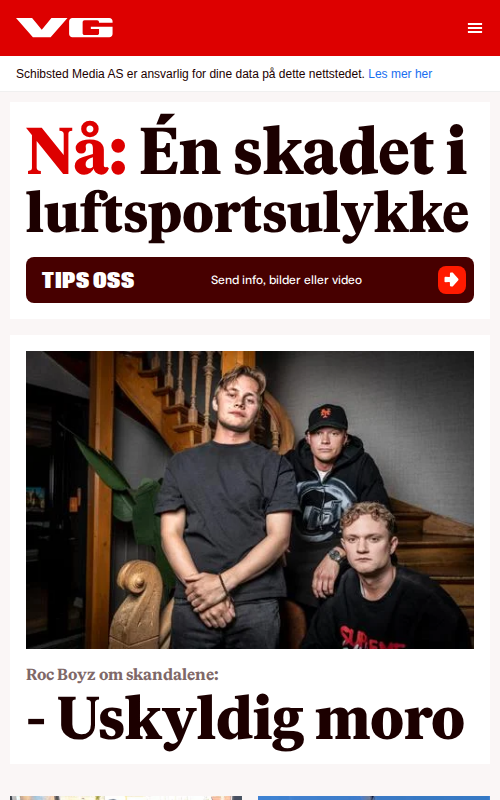 VG
Schibsted Media AS er ansvarlig for dine data på dette nettstedet. Les mer her
Nå: Én skadet i
luftsportsulykke
TIPS OSS
Send info, bilder eller video
SUPREME
Roc Boyz om skandalene:
- Uskyldig moro